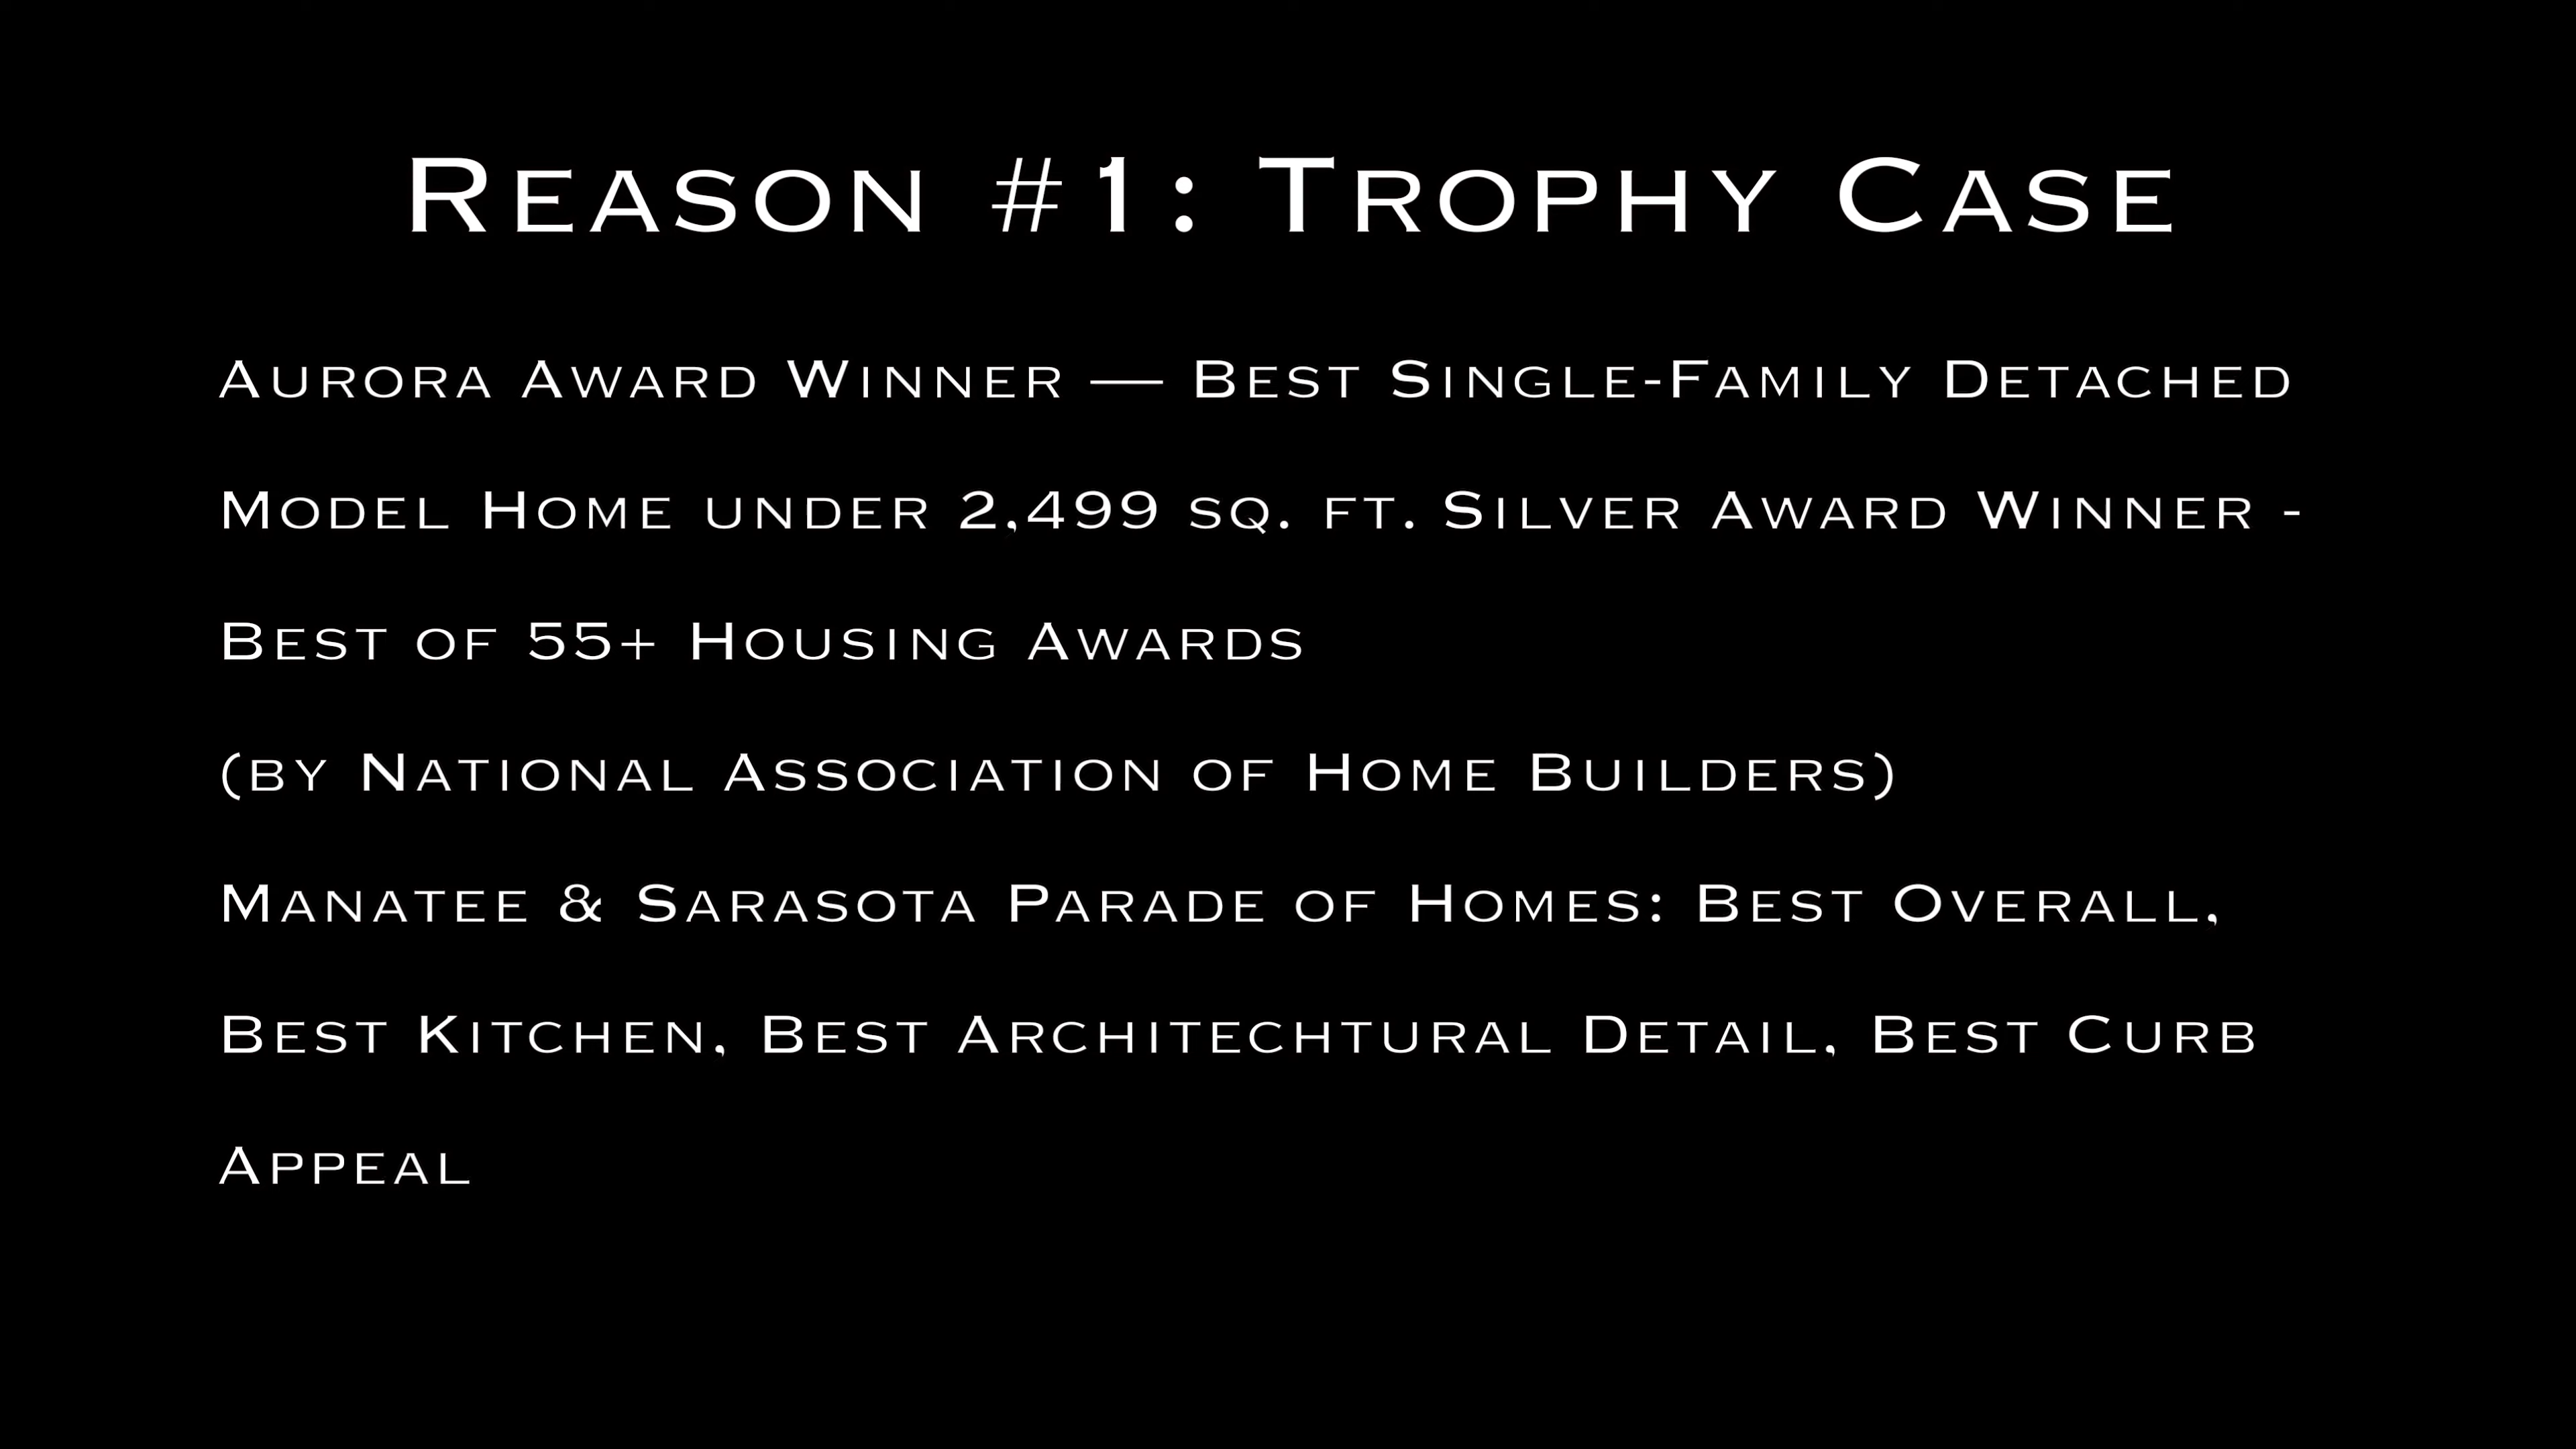 Reason #1: Trophy Case
Aurora Award Winner — Best Single-Family Detached
Model Home under 2,499 sq. ft. Silver Award Winner -
Best of 55+ Housing Awards
(by National Association of Home Builders)
Manatee & Sarasota Parade of Homes: Best Overall,
Best Kitchen, Best Architechtural Detail, Best Curb
Appeal